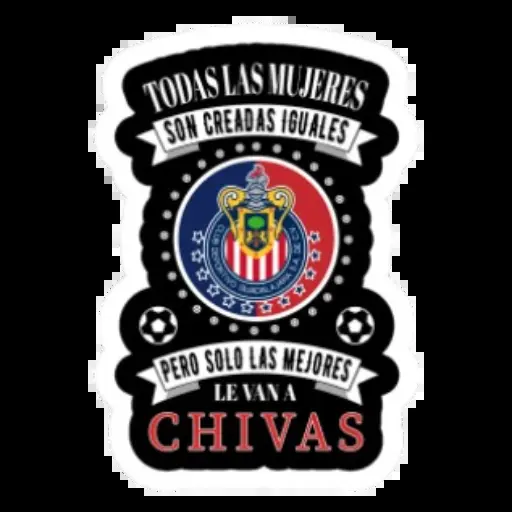 TODAS LAS MUJERES
SON CREADAS IGUALES
CLUB DEPORTIVO GUADALAJARA S.A. DE C.V.
PERO SOLO LAS MEJORES
LE VAN A
CHIVAS